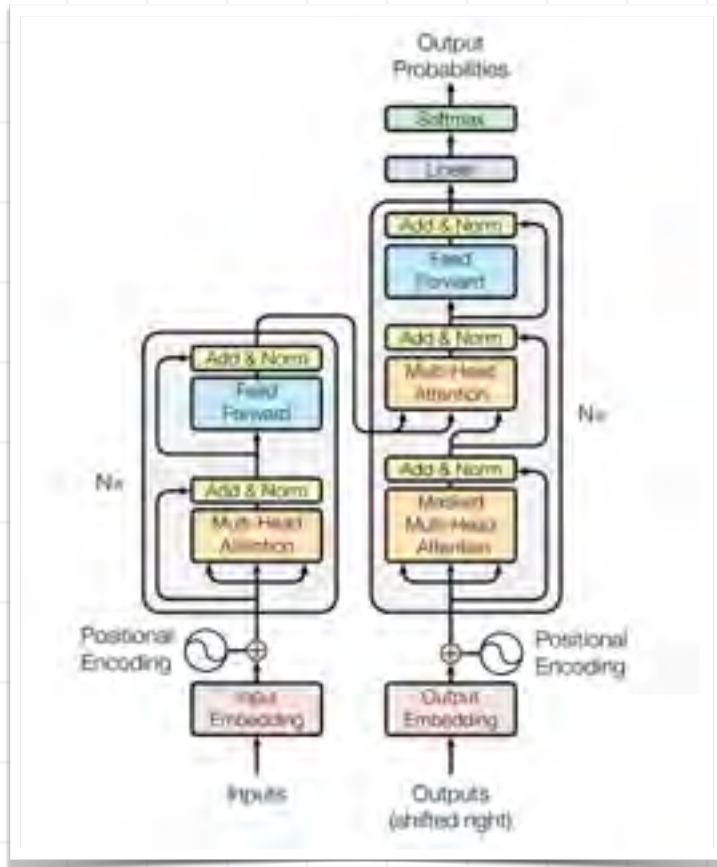 Output
Probabilities
Softmax
Linear
Add & Norm
Feed
Forward
Add & Norm
Multi-Head
Attention
Add & Norm
Masked
Multi-Head
Attention
Nx
Add & Norm
Feed
Forward
Add & Norm
Multi-Head
Attention
Nx
Positional
Encoding
Positional
Encoding
Input
Embedding
Output
Embedding
Inputs
Outputs
(shifted right)